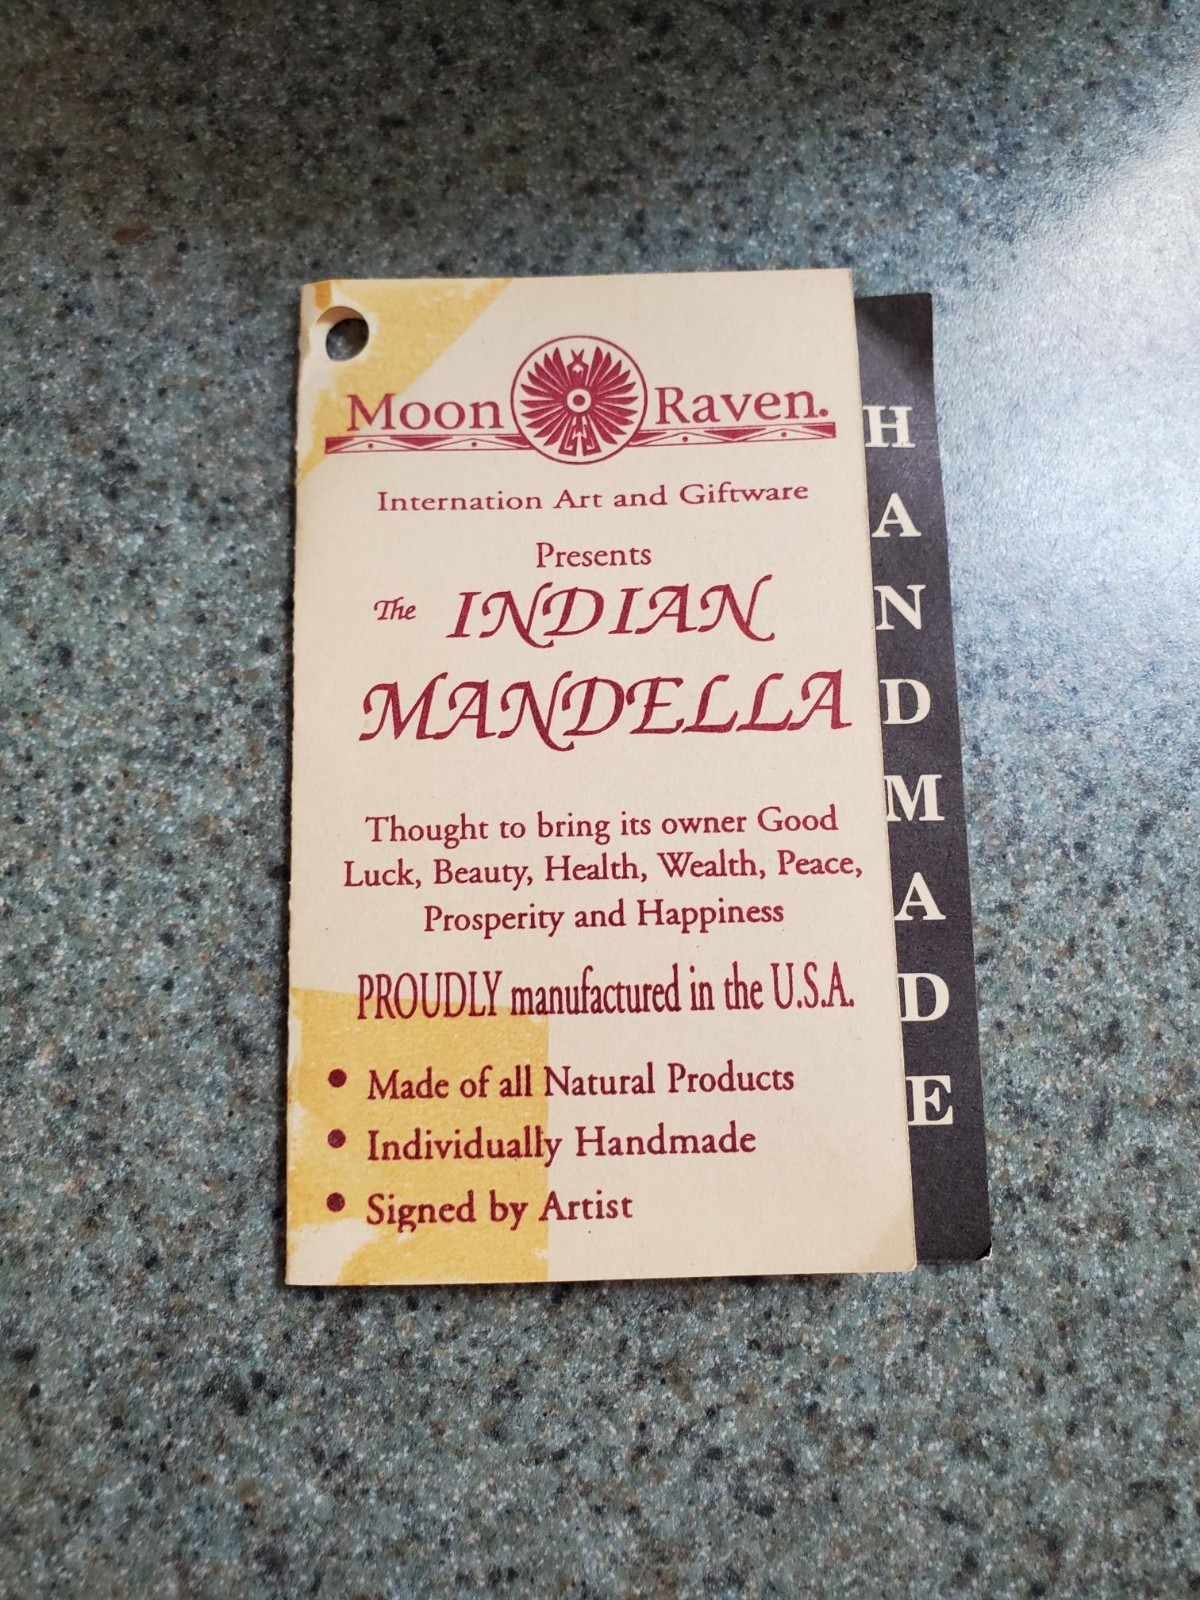 Moon Raven.
Internation Art and Giftware
Presents
The INDIAN
MANDELLA
Thought to bring its owner Good
Luck, Beauty, Health, Wealth, Peace,
Prosperity and Happiness
PROUDLY manufactured in the U.S.A.
• Made of all Natural Products
• Individually Handmade
• Signed by Artist
HANDMADE